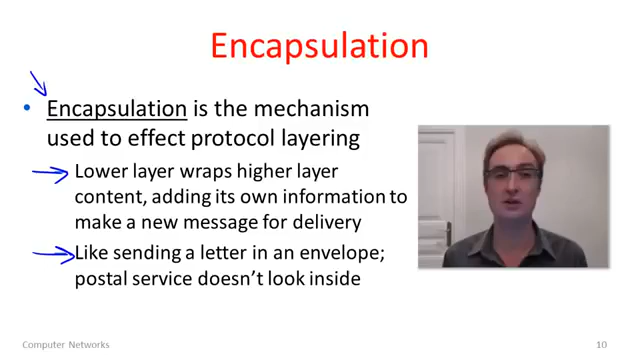 Encapsulation
• Encapsulation is the mechanism
used to effect protocol layering
Lower layer wraps higher layer
content, adding its own information to
make a new message for delivery
Like sending a letter in an envelope;
postal service doesn't look inside
Computer Networks
10